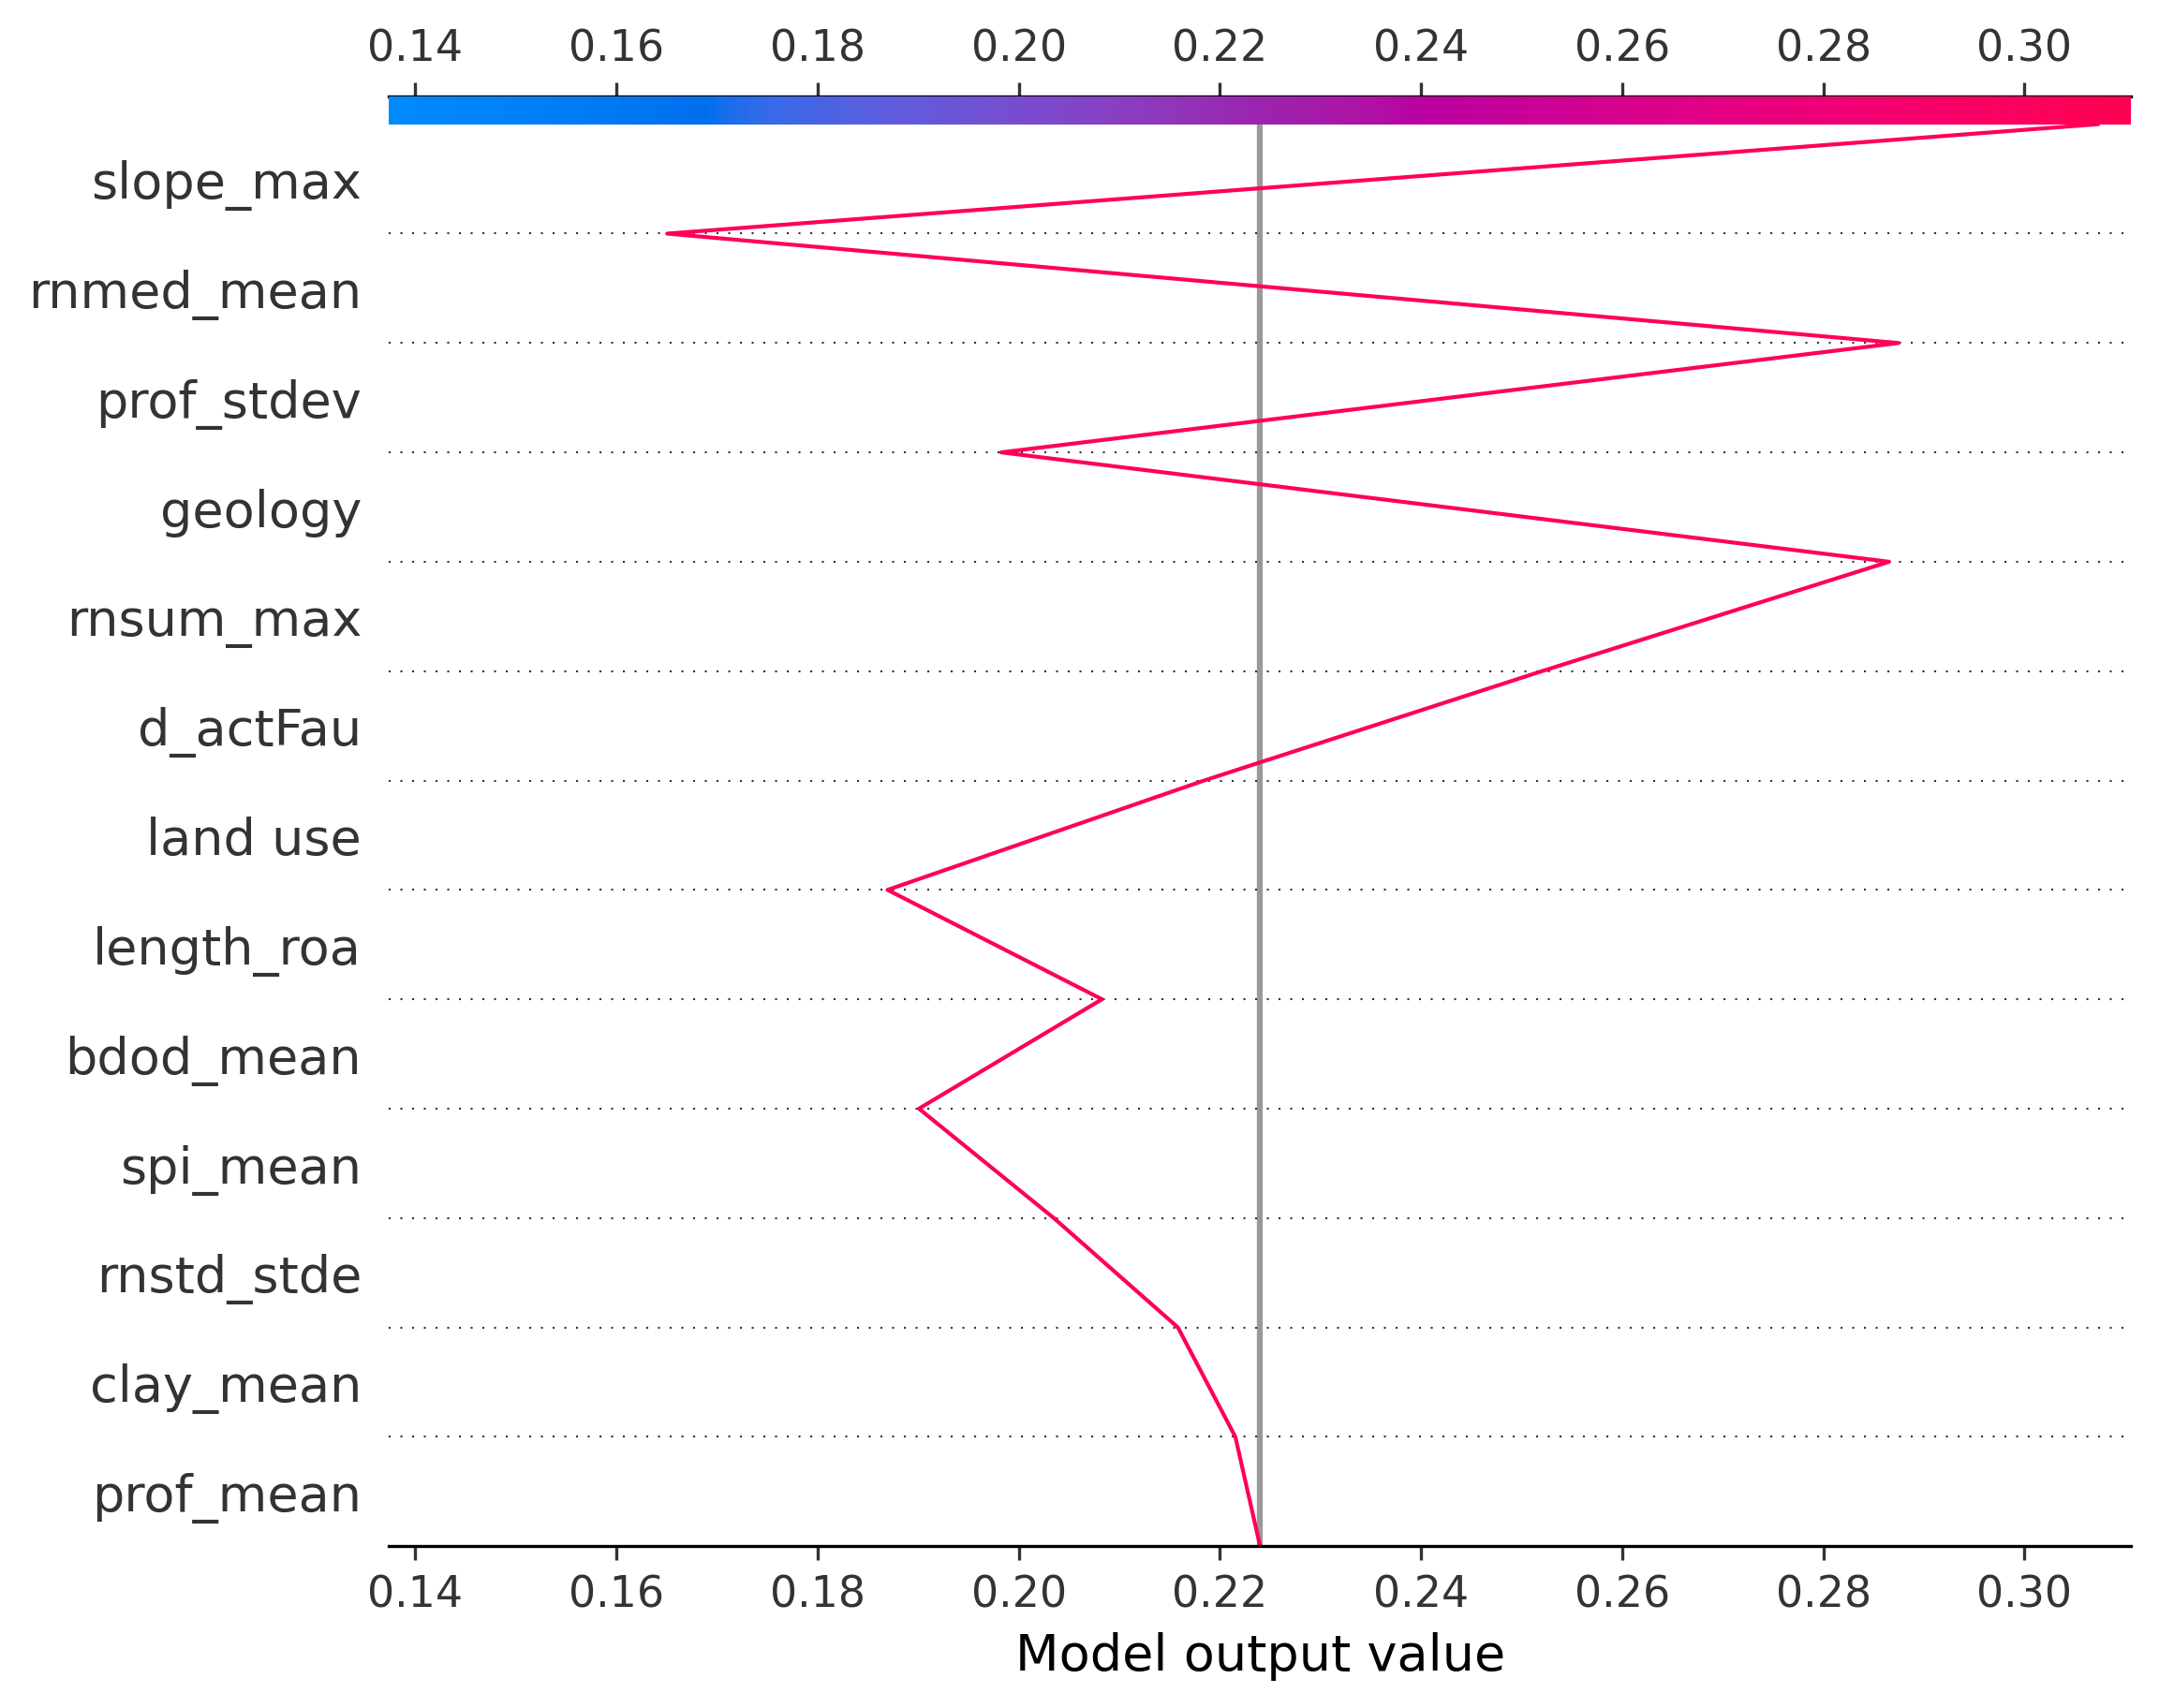 0.14 0.16 0.18 0.20 0.22 0.24 0.26 0.28 0.30
slope_max
rnmed_mean
prof_stdev
geology
rnsum_max
d_actFau
land use
length_roa
bdod_mean
spi_mean
rnstd_stde
clay_mean
prof_mean
0.14 0.16 0.18 0.20 0.22 0.24 0.26 0.28 0.30
Model output value